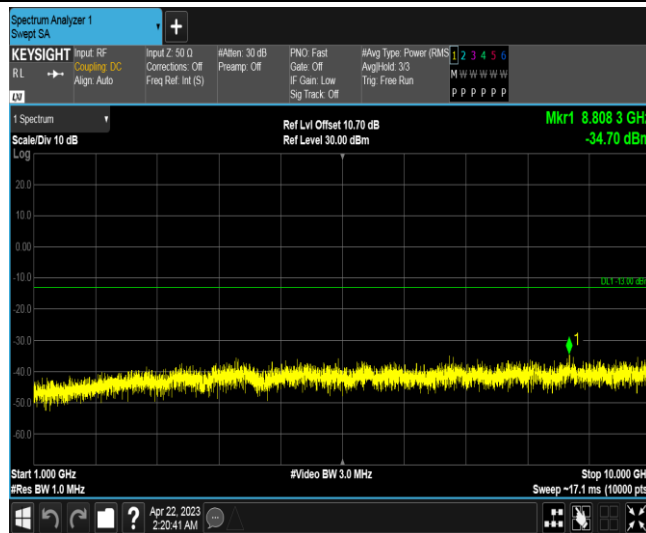 Spectrum Analyzer 1
Swept SA
KEYSIGHT
RL
Input: RF
Coupling: DC
Align: Auto
Input Z: 50 Ω
Corrections: Off
Freq Ref: Int (S)
#Atten: 30 dB
Preamp: Off
PNO: Fast
Gate: Off
IF Gain: Low
Sig Track: Off
#Avg Type: Power (RMS
Avg|Hold: 3/3
Trig: Free Run
1 2 3 4 5 6
M W W W W W
P P P P P P
1 Spectrum
Scale/Div 10 dB
Ref Lvl Offset 10.70 dB
Ref Level 30.00 dBm
Mkr1 8.808 3 GHz
-34.70 dBm
Log
20.0
10.0
0.00
-10.0
DL1 -13.00 dBm
-20.0
-30.0
1
-40.0
-50.0
-60.0
Start 1.000 GHz
#Res BW 1.0 MHz
#Video BW 3.0 MHz
Stop 10.000 GHz
Sweep ~17.1 ms (10000 pts)
?
Apr 22, 2023
2:20:41 AM